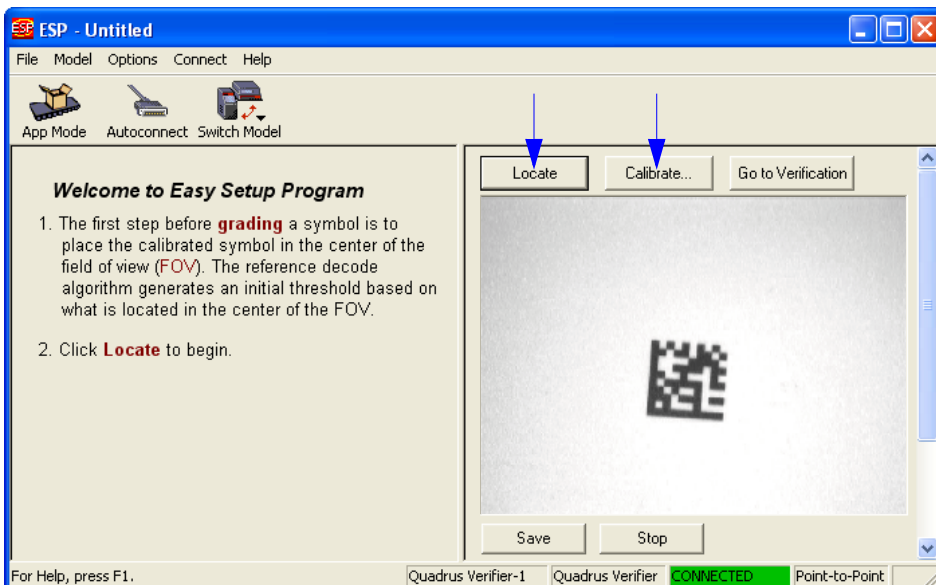 ESP - Untitled
File Model Options Connect Help
App Mode Autoconnect Switch Model
Welcome to Easy Setup Program
1. The first step before grading a symbol is to
place the calibrated symbol in the center of the
field of view (FOV). The reference decode
algorithm generates an initial threshold based on
what is located in the center of the FOV.
2. Click Locate to begin.
Locate Calibrate... Go to Verification
Save Stop
For Help, press F1. Quadrus Verifier-1 Quadrus Verifier CONNECTED Point-to-Point